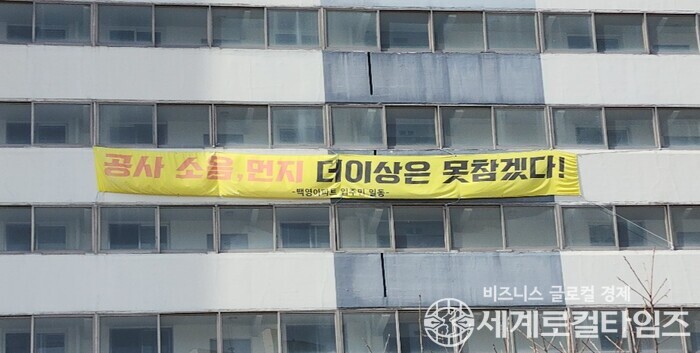 공사 소음,먼지 더이상은 못참겠다!
-백영아파트 입주민 일동-
비즈니스 글로컬 경제
세계로컬타임즈